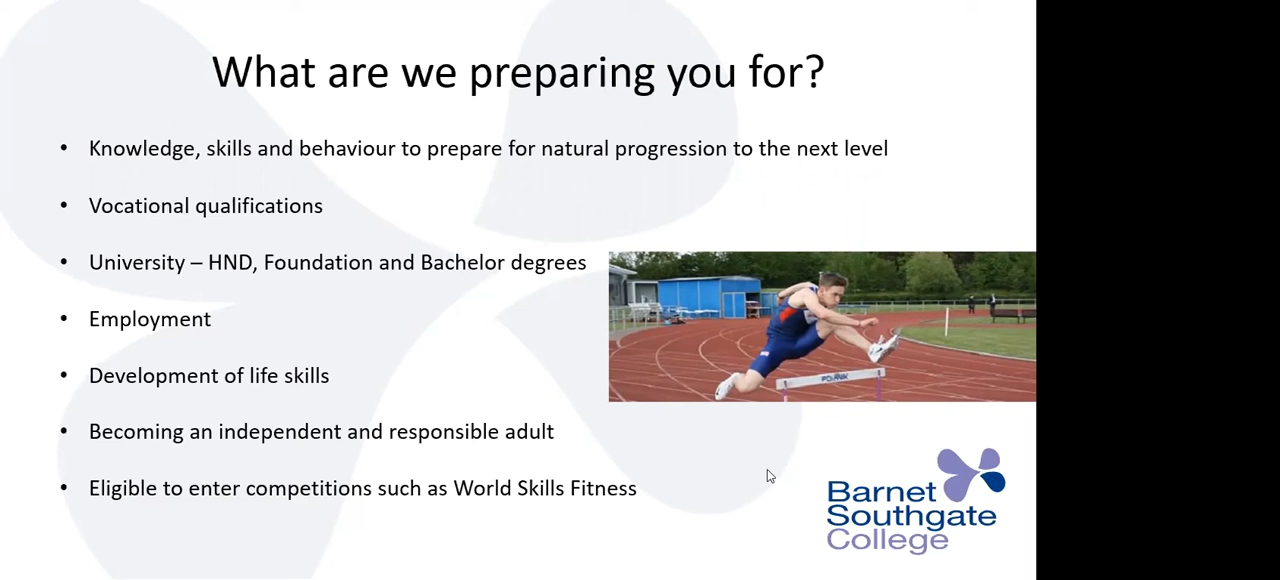 What are we preparing you for?
• Knowledge, skills and behaviour to prepare for natural progression to the next level
• Vocational qualifications
• University – HND, Foundation and Bachelor degrees
• Employment
• Development of life skills
• Becoming an independent and responsible adult
• Eligible to enter competitions such as World Skills Fitness
Barnet
Southgate
College